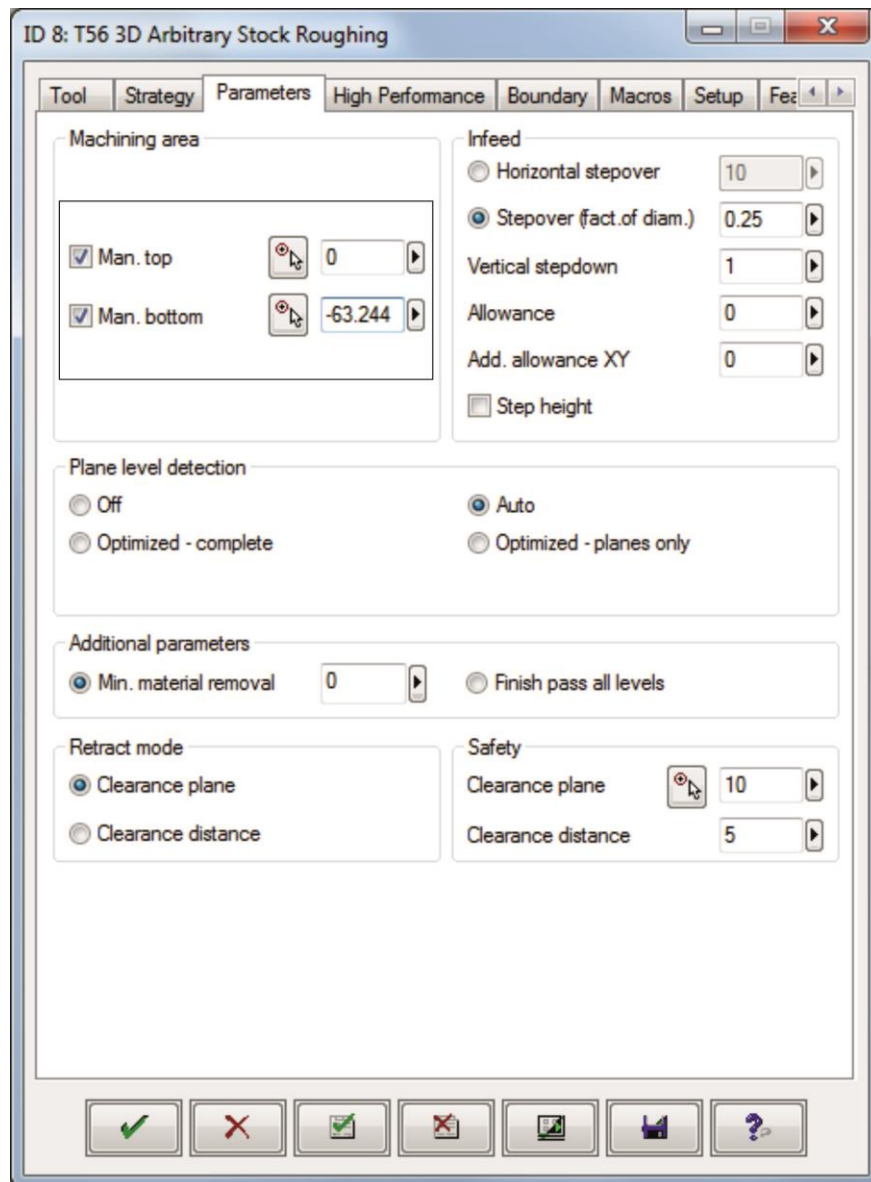 ID 8: T56 3D Arbitrary Stock Roughing
Tool Strategy Parameters High Performance Boundary Macros Setup Fea
Machining area
Man. top 0
Man. bottom -63.244
Infeed
Horizontal stepover 10
Stepover (fact.of diam.) 0.25
Vertical stepdown 1
Allowance 0
Add. allowance XY 0
Step height
Plane level detection
Off Auto
Optimized - complete Optimized - planes only
Additional parameters
Min. material removal 0 Finish pass all levels
Retract mode
Clearance plane
Clearance distance
Safety
Clearance plane 10
Clearance distance 5